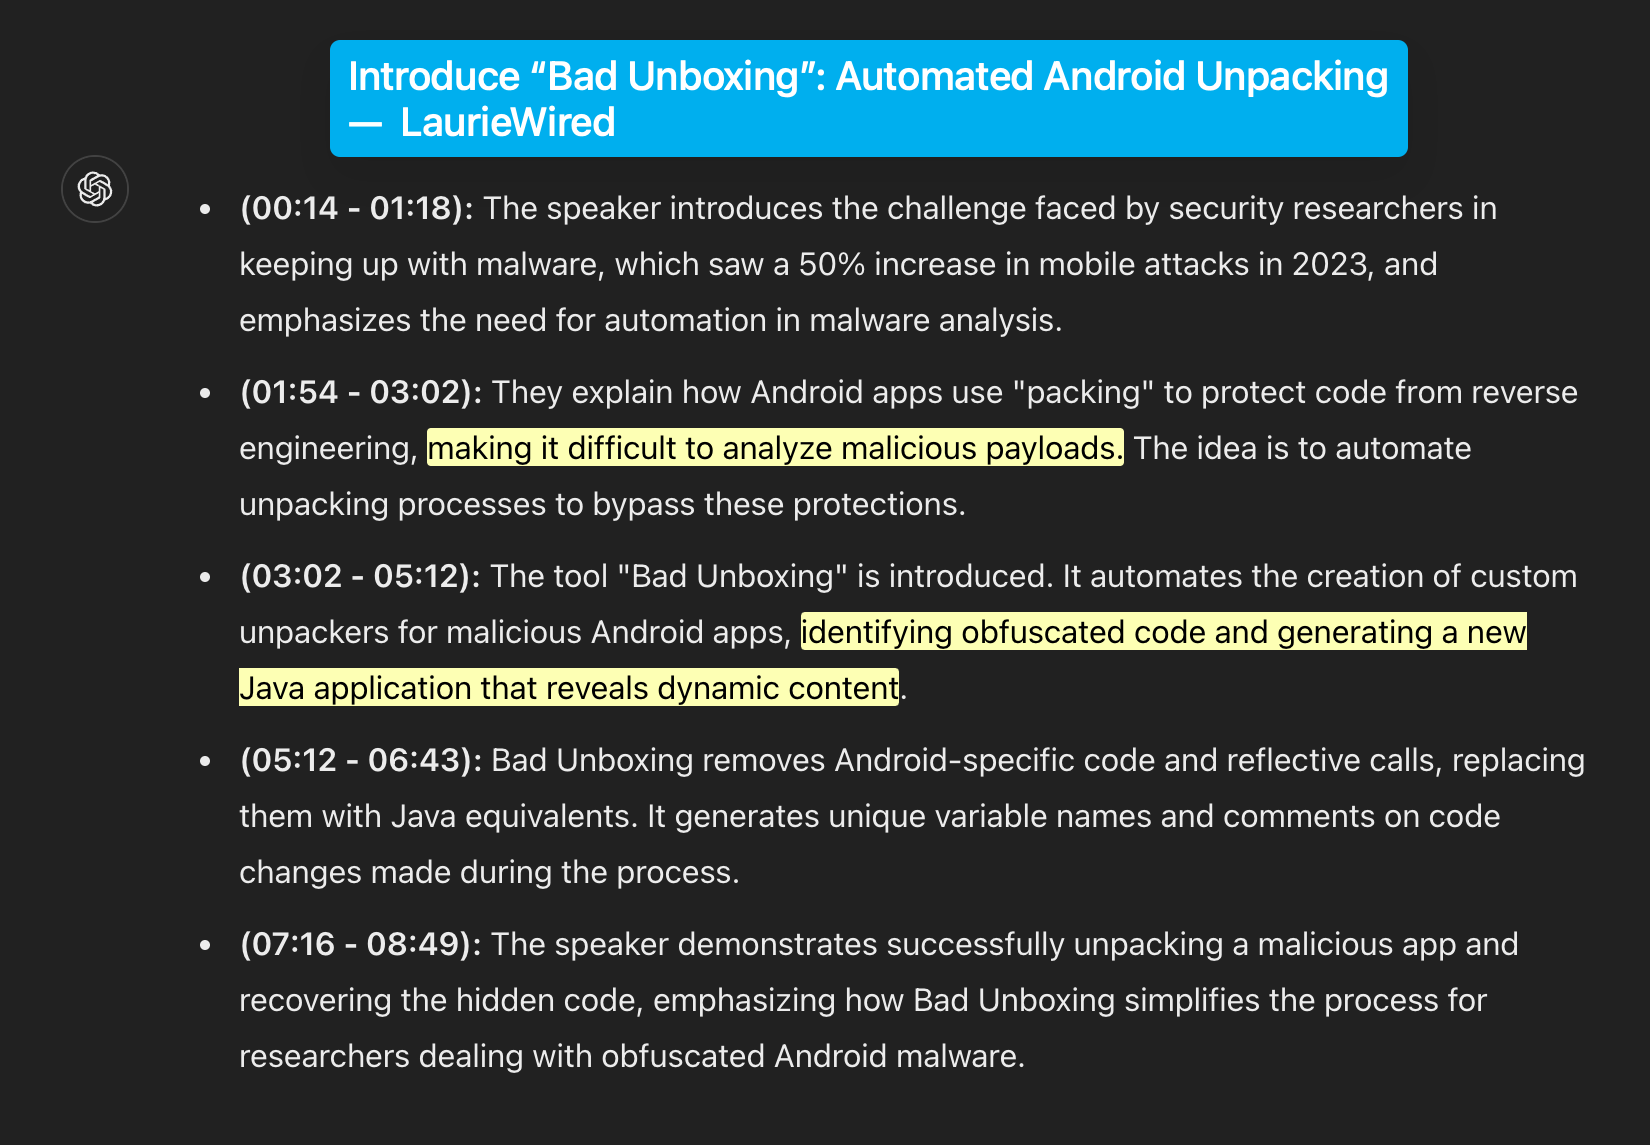 Introduce “Bad Unboxing”: Automated Android Unpacking
— LaurieWired
• (00:14 - 01:18): The speaker introduces the challenge faced by security researchers in
keeping up with malware, which saw a 50% increase in mobile attacks in 2023, and
emphasizes the need for automation in malware analysis.
• (01:54 - 03:02): They explain how Android apps use "packing" to protect code from reverse
engineering, making it difficult to analyze malicious payloads. The idea is to automate
unpacking processes to bypass these protections.
• (03:02 - 05:12): The tool "Bad Unboxing" is introduced. It automates the creation of custom
unpackers for malicious Android apps, identifying obfuscated code and generating a new
Java application that reveals dynamic content.
• (05:12 - 06:43): Bad Unboxing removes Android-specific code and reflective calls, replacing
them with Java equivalents. It generates unique variable names and comments on code
changes made during the process.
• (07:16 - 08:49): The speaker demonstrates successfully unpacking a malicious app and
recovering the hidden code, emphasizing how Bad Unboxing simplifies the process for
researchers dealing with obfuscated Android malware.